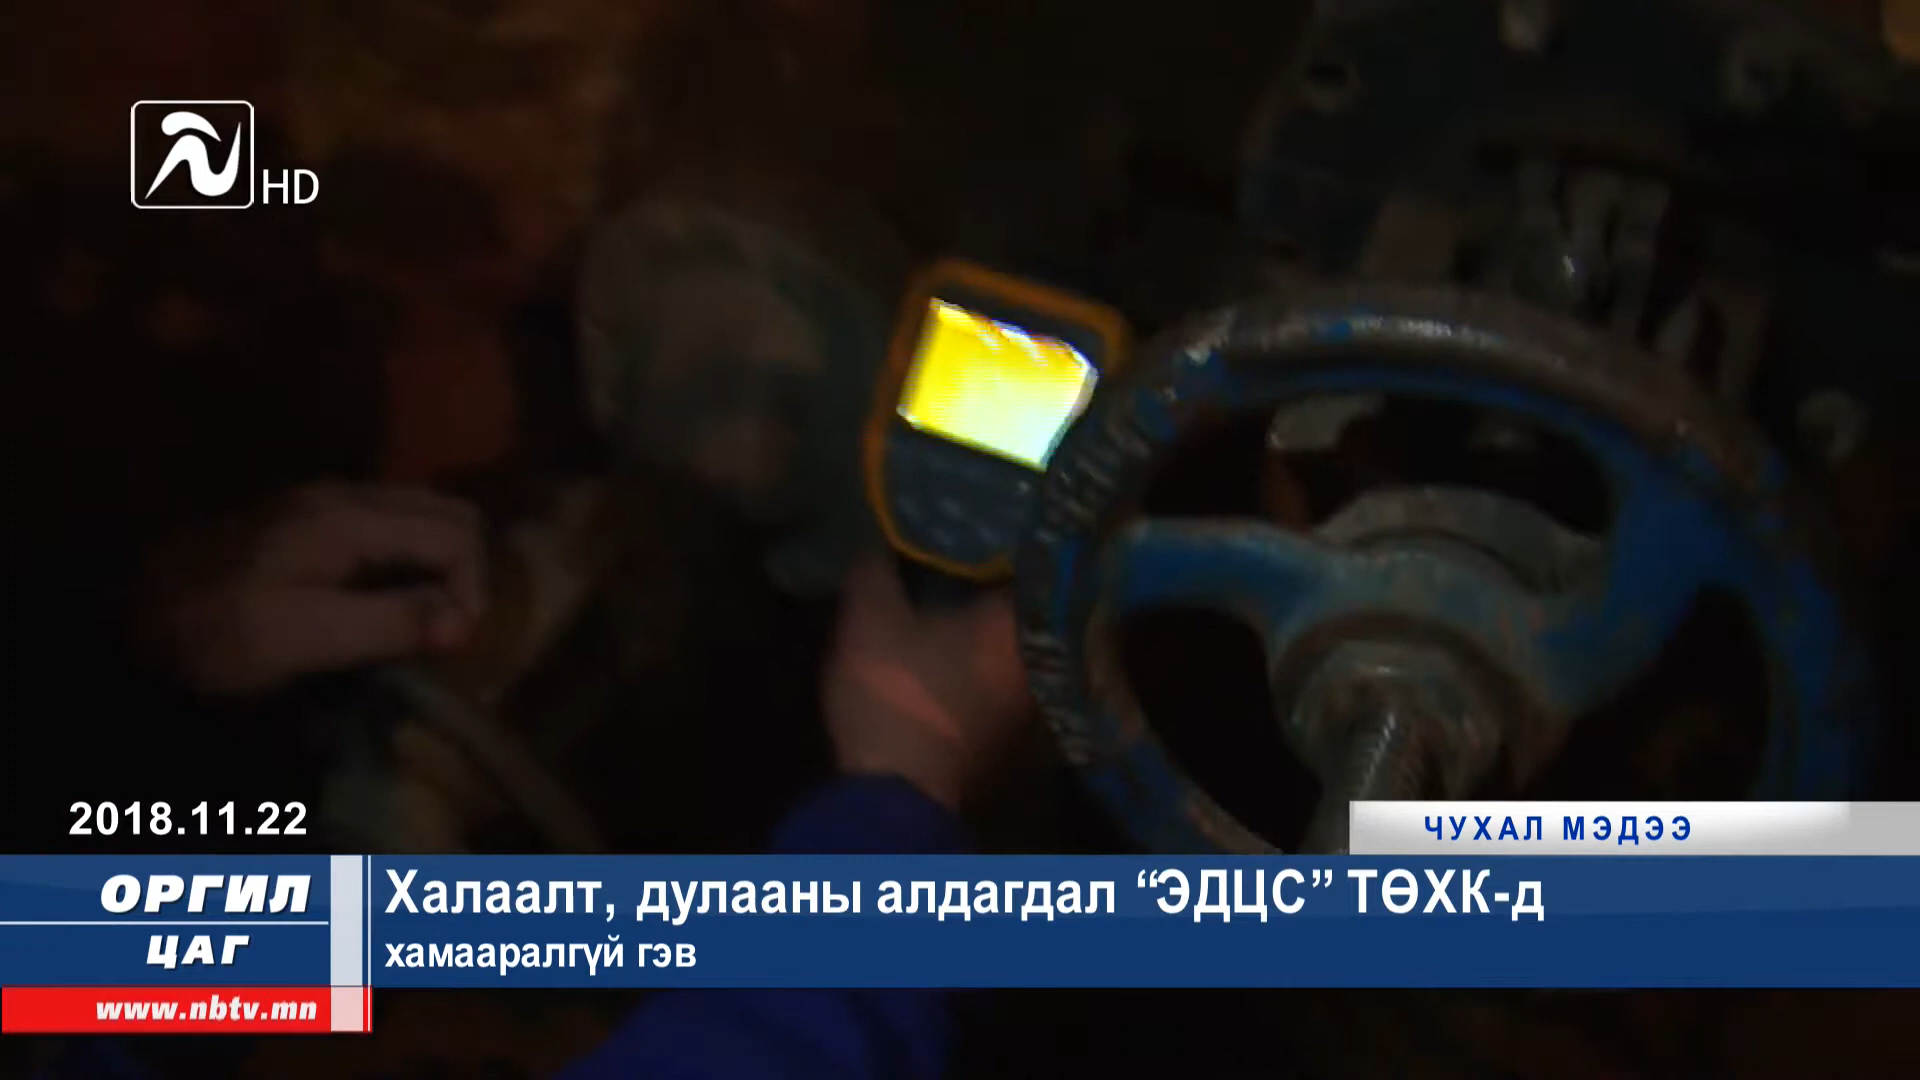 HD
2018.11.22
ЧУХАЛ МЭДЭЭ
ОРГИЛ
ЦАГ
Халаалт, дулааны алдагдал “ЭДЦС” ТӨХК-д
хамааралгүй гэв
www.nbtv.mn